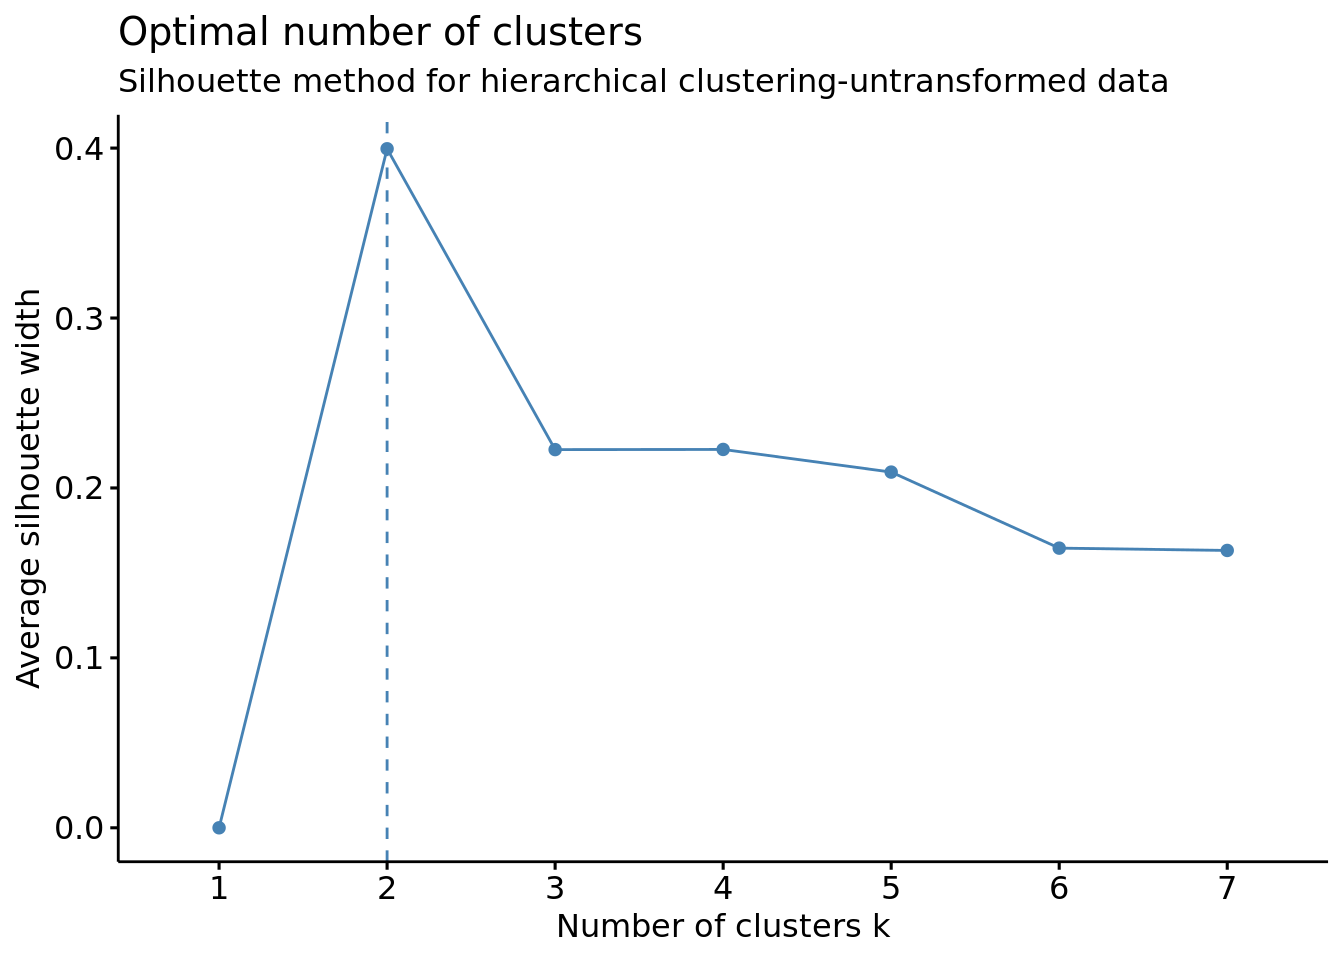 Optimal number of clusters
Silhouette method for hierarchical clustering-untransformed data
Average silhouette width
0.4
0.3
0.2
0.1
0.0
1 2 3 4 5 6 7
Number of clusters k